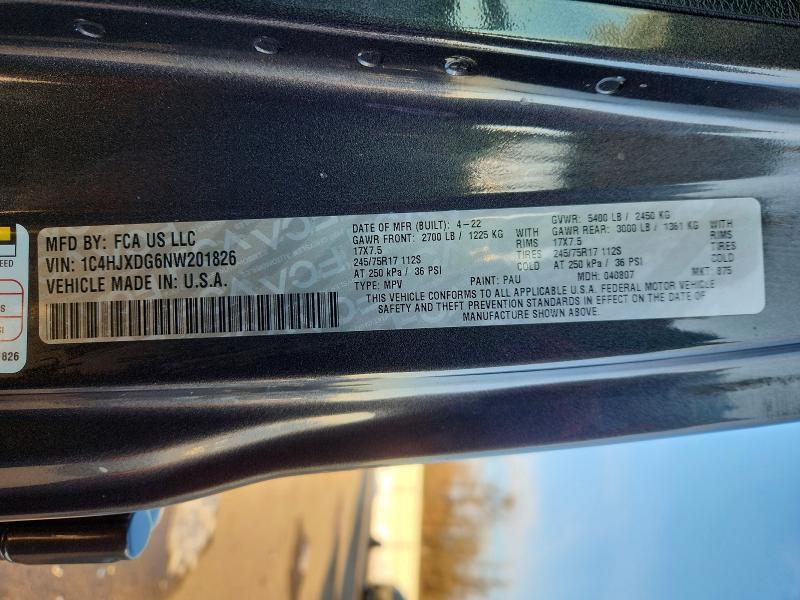 EED
S
SI
1826
MFD BY: FCA US LLC
VIN: 1C4HJXDG6NW201826
VEHICLE MADE IN: U.S.A.
DATE OF MFR (BUILT): 4-22 GVWR: 5400 LB / 2450 KG
GAWR FRONT: 2700 LB / 1225 KG WITH GAWR REAR: 3000 LB / 1361 KG WITH
17X7.5 RIMS 17X7.5 RIMS
245/75R17 112S TIRES 245/75R17 112S TIRES
AT 250 kPa / 36 PSI COLD AT 250 kPa / 36 PSI COLD
TYPE: MPV PAINT: PAU MDH: 040807 MKT: 875
THIS VEHICLE CONFORMS TO ALL APPLICABLE U.S.A. FEDERAL MOTOR VEHICLE
SAFETY AND THEFT PREVENTION STANDARDS IN EFFECT ON THE DATE OF
MANUFACTURE SHOWN ABOVE.